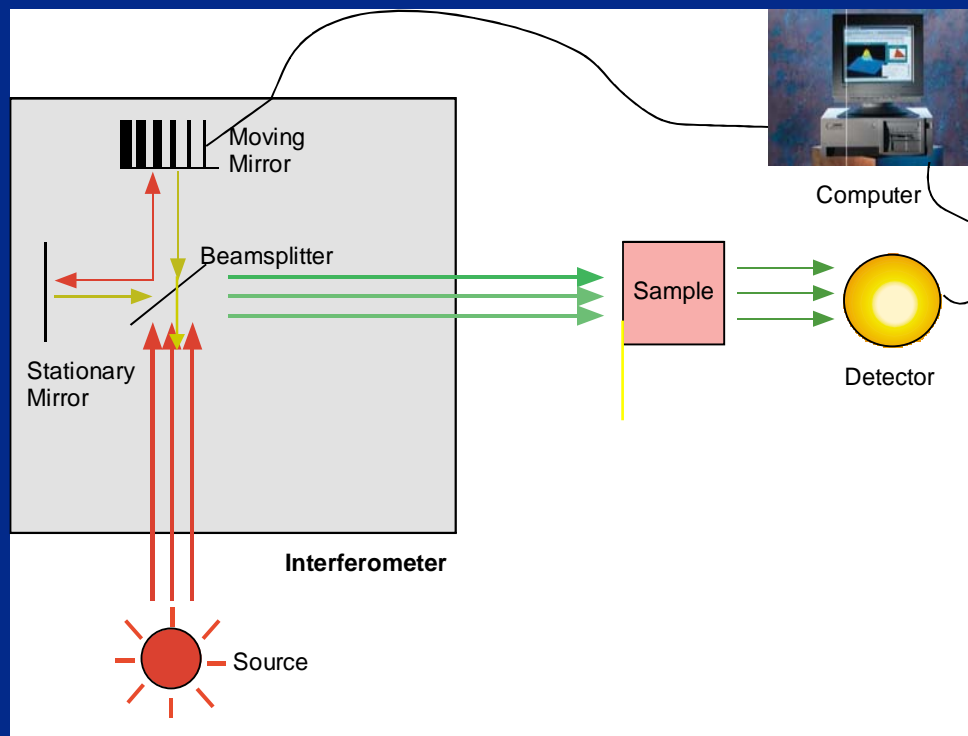 Moving
Mirror
Computer
Beamsplitter
Sample
Stationary
Mirror
Detector
Interferometer
Source